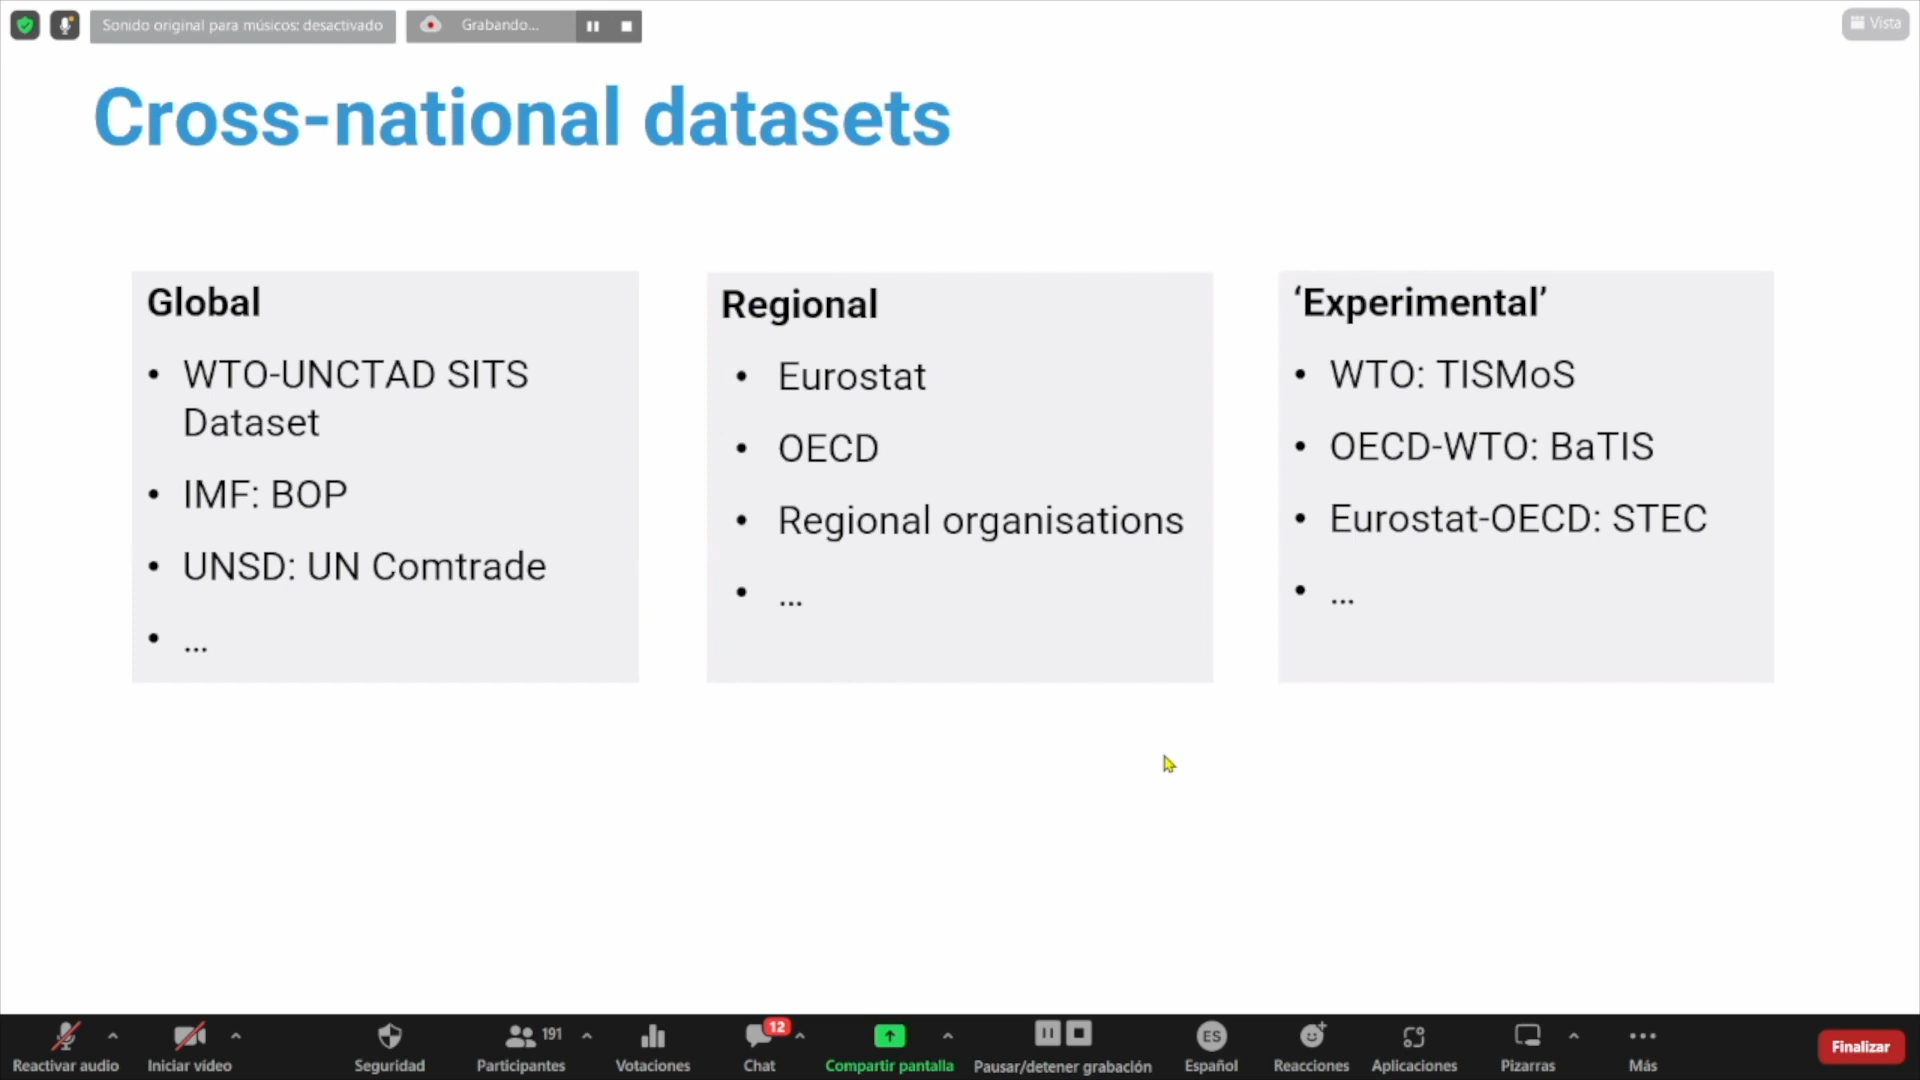 Sonido original para músicos: desactivado
Grabando...
Vista
Cross-national datasets
Global
• WTO-UNCTAD SITS
Dataset
• IMF: BOP
• UNSD: UN Comtrade
• ...
Regional
• Eurostat
• OECD
• Regional organisations
• ...
‘Experimental’
• WTO: TISMoS
• OECD-WTO: BaTIS
• Eurostat-OECD: STEC
• ...
Reactivar audio
Iniciar vídeo
Seguridad
191
Participantes
Votaciones
12
Chat
Compartir pantalla
Pausar/detener grabación
ES
Español
Reacciones
Aplicaciones
Pizarras
Más
Finalizar